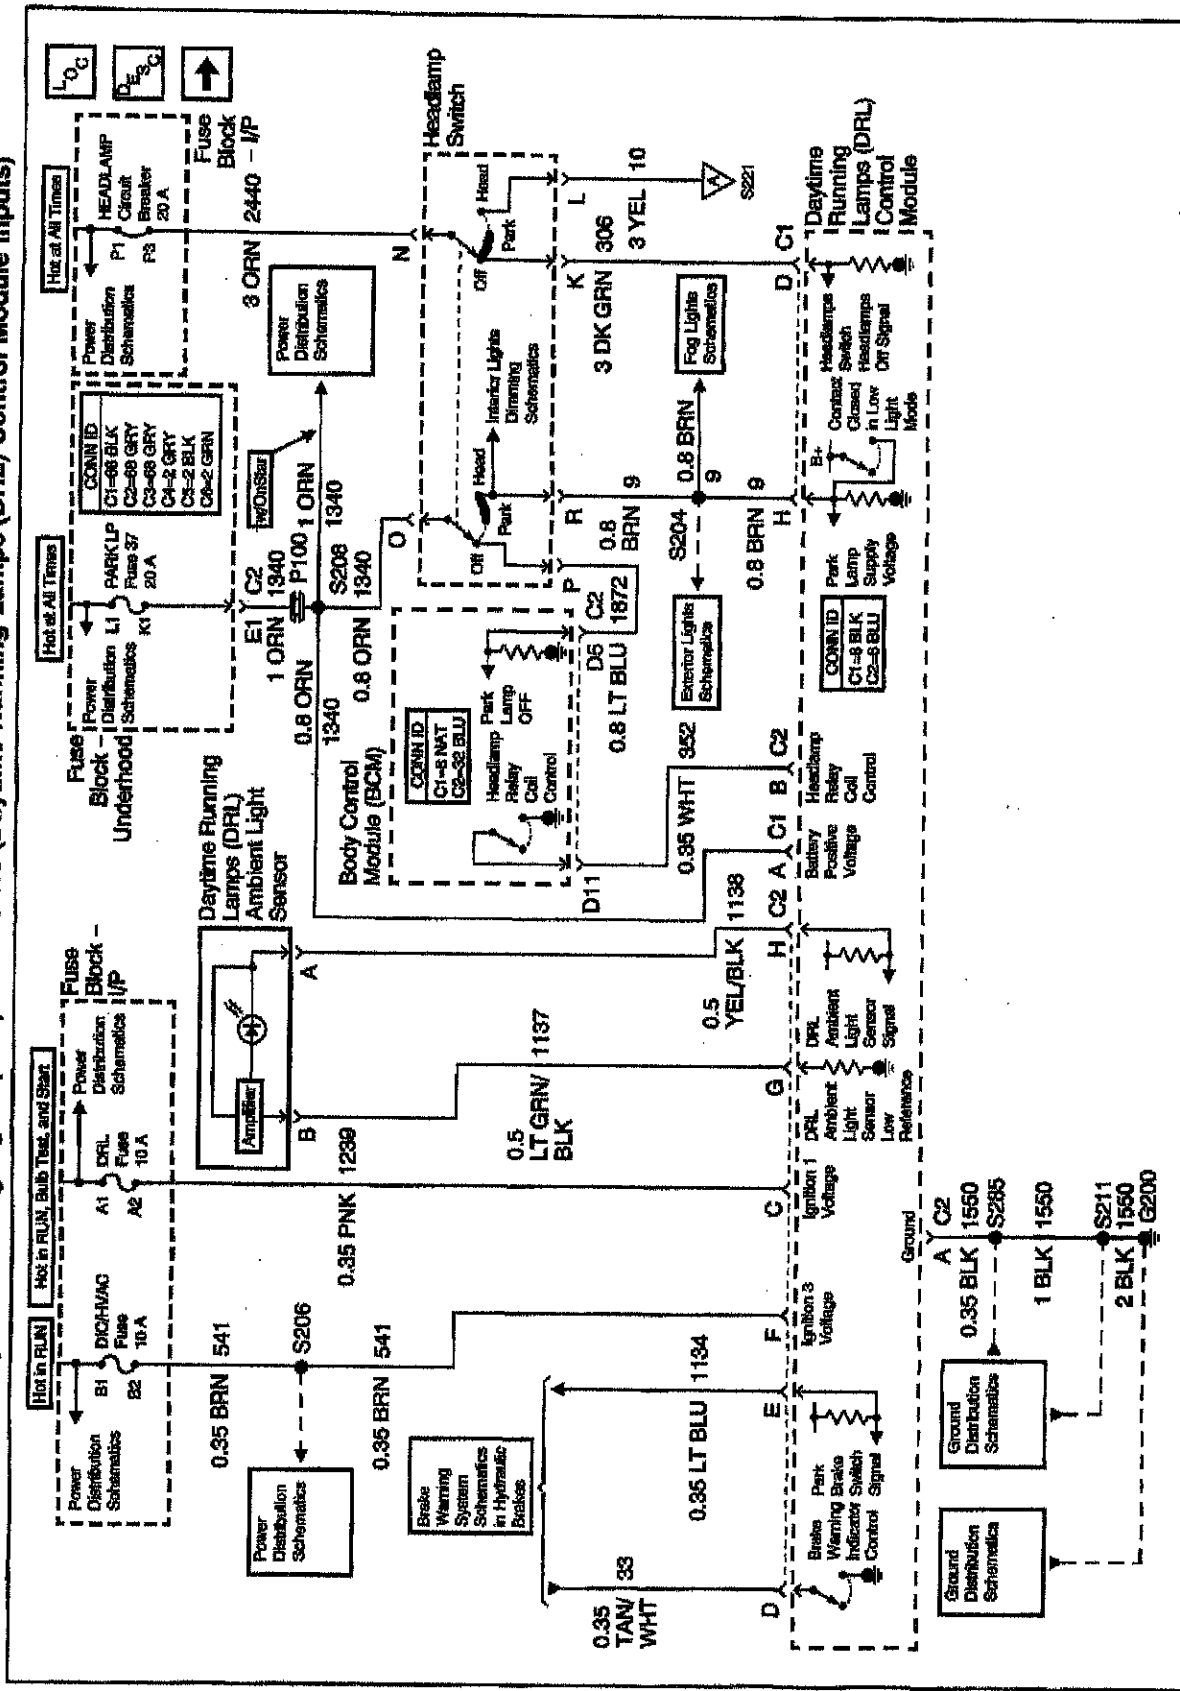 (DRL) Control Module Inputs)
Hot in RUN
Hot in RUN, Bulb Test, and Start
Hot at All Times
Hot at All Times
LOC
DESC
Power
Distribution
Schematics
B1
DIC/HVAC
Fuse
10 A
B2
A1
DRL
Fuse
10 A
A2
Power
Distribution
Schematics
Fuse
Block –
I/P
Fuse
Block –
Underhood
Power
Distribution
Schematics
L1
PARK LP
Fuse 37
20 A
K1
CONN ID
C1=68 BLK
C2=68 GRY
C3=68 GRY
C4=2 GRY
C5=2 BLK
C6=2 GRN
Power
Distribution
Schematics
P1
HEADLAMP
Circuit
Breaker
20 A
P3
Fuse
Block
– I/P
0.35 BRN 541
S206
0.35 BRN 541
Power
Distribution
Schematics
0.35 PNK 1239
Daytime Running
Lamps (DRL)
Ambient Light
Sensor
Amplifier
B
A
0.5
LT GRN/
BLK
1137
0.5
YEL/BLK 1138
E1 C2
1 ORN 1340
P100
0.8 ORN
1340
S208
1 ORN
1340
w/OnStar
0.8 ORN
1340
Power
Distribution
Schematics
3 ORN 2440
Body Control
Module (BCM)
CONN ID
C1=8 NAT
C2=32 BLU
Headlamp
Relay
Coil
Control
Park
Lamp
OFF
D11
D5 C2
0.8 LT BLU 1872
0.35 WHT 352
Headlamp
Switch
O
N
Off
Park
Head
Interior Lights
Dimming
Schematics
Off
Park
Head
P
R
K
L
0.8
BRN 9
S204
9
0.8 BRN
Exterior Lights
Schematics
Fog Lights
Schematics
0.8 BRN 9
3 DK GRN 306
3 YEL 10
A
S221
Brake
Warning
System
Schematics
in Hydraulic
Brakes
0.35
TAN/
WHT
33
0.35 LT BLU 1134
D
E
F
C
G
H C2
A C1
B C2
H
D C1
Daytime
Running
Lamps (DRL)
Control
Module
Brake
Warning
Indicator
Control
Park
Brake
Switch
Signal
Ignition 3
Voltage
Ignition 1
Voltage
DRL
Ambient
Light
Sensor
Low
Reference
DRL
Ambient
Light
Sensor
Signal
Battery
Positive
Voltage
Headlamp
Relay
Coil
Control
CONN ID
C1=8 BLK
C2=8 BLU
Park
Lamp
Supply
Voltage
B+
Contact
Closed
in Low
Light
Mode
Headlamps
Switch
Headlamps
Off Signal
Ground
A C2
0.35 BLK 1550
S265
1 BLK 1550
S211
2 BLK 1550
G200
Ground
Distribution
Schematics
Ground
Distribution
Schematics